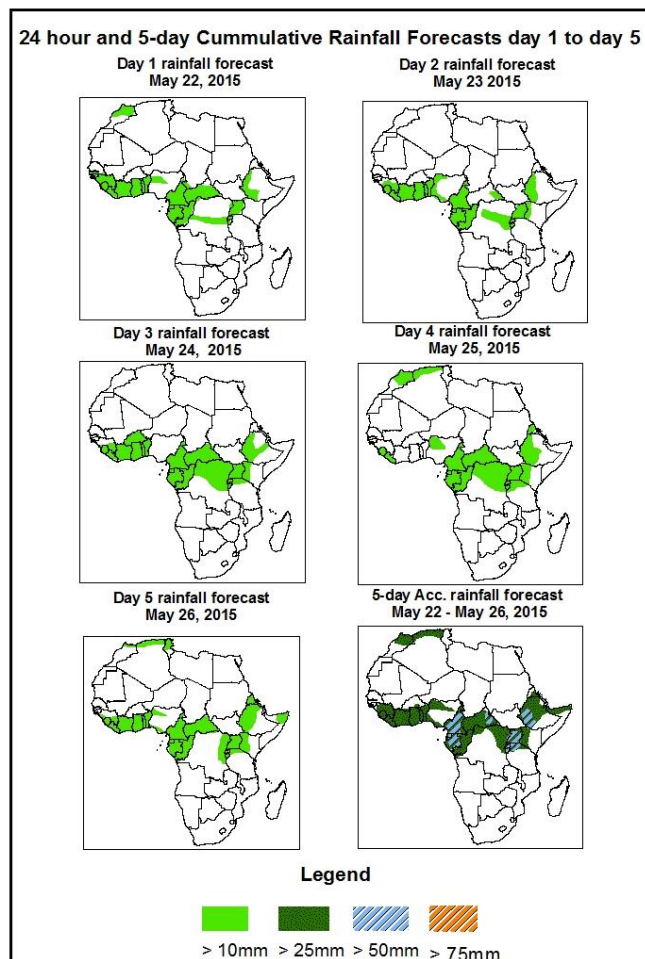 24 hour and 5-day Cummulative Rainfall Forecasts day 1 to day 5
Day 1 rainfall forecast
May 22, 2015
Day 2 rainfall forecast
May 23 2015
Day 3 rainfall forecast
May 24, 2015
Day 4 rainfall forecast
May 25, 2015
Day 5 rainfall forecast
May 26, 2015
5-day Acc. rainfall forecast
May 22 - May 26, 2015
Legend
> 10mm > 25mm > 50mm > 75mm